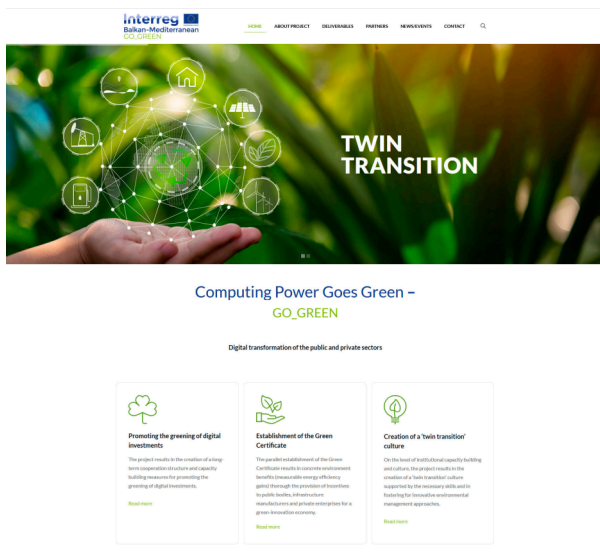 Interreg
Balkan-Mediterranean
GO_GREEN
HOME ABOUT PROJECT DELIVERABLES PARTNERS NEWS/EVENTS CONTACT
TWIN
TRANSITION
Computing Power Goes Green –
GO_GREEN
Digital transformation of the public and private sectors
Promoting the greening of digital
investments
The project results in the creation of a long-
term cooperation structure and capacity
building measures for promoting the
greening of digital investments.
Read more
Establishment of the Green
Certificate
The parallel establishment of the Green
Certificate results in concrete environment
benefits (measurable energy efficiency
gains) thorough the provision of incentives
to public bodies, infrastructure
manufacturers and private enterprises for a
green-innovation economy.
Read more
Creation of a 'twin transition'
culture
On the level of institutional capacity building
and culture, the project results in the
creation of a 'twin transition' culture
supported by the necessary skills and in
fostering for innovative environmental
management approaches.
Read more